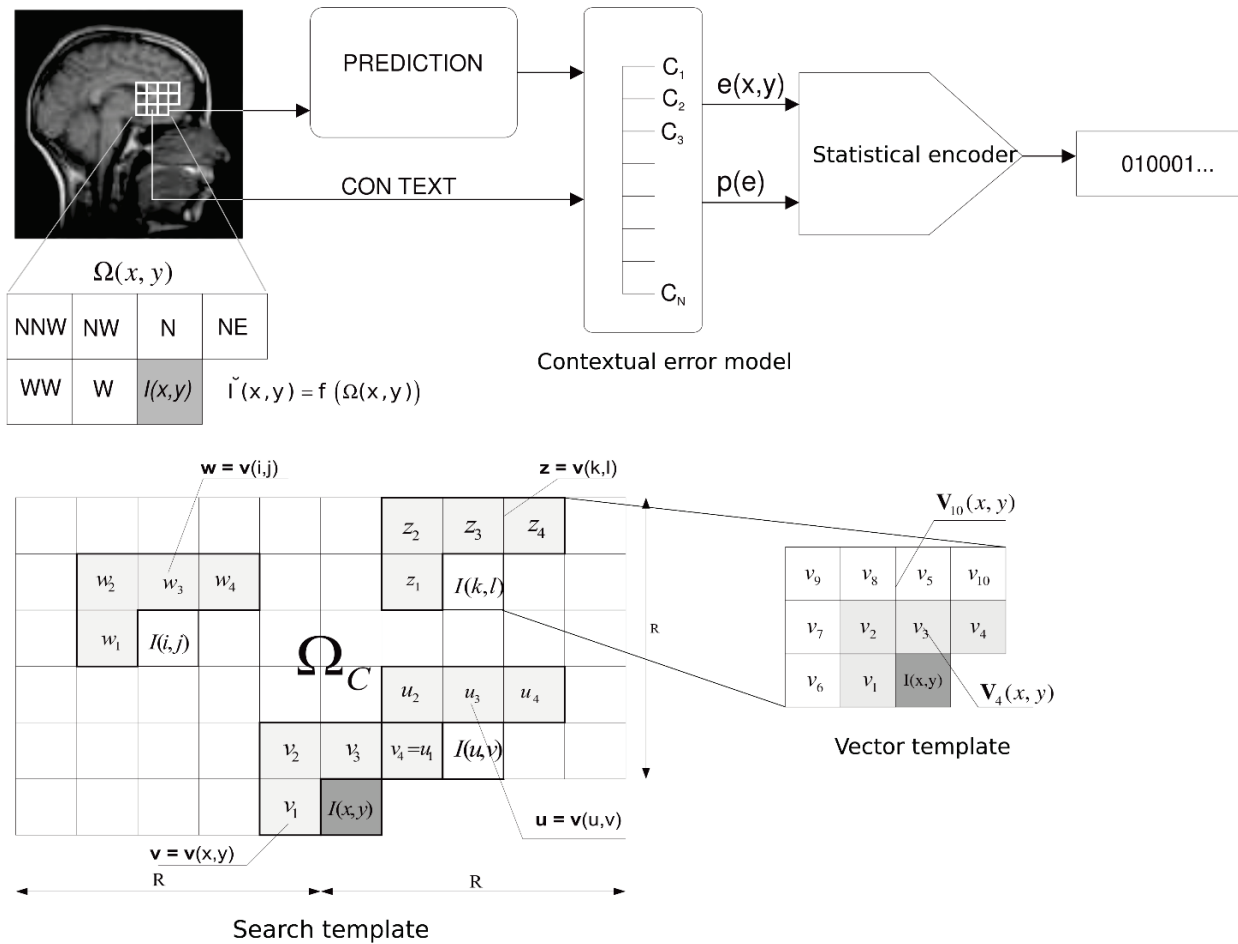 PREDICTION
CON TEXT
C1
C2
C3
CN
e(x,y)
p(e)
Statistical encoder
010001...
Contextual error model
Ω(x, y)
NNW NW N NE
WW W I(x,y)
Ĭ(x,y) = f (Ω(x,y))
w = v(i,j)
z = v(k,l)
z2 z3 z4
w2 w3 w4 z1 I(k,l)
w1 I(i,j)
ΩC
R
u2 u3 u4
v2 v3 v4=u1 I(u,v)
v1 I(x,y)
u = v(u,v)
v = v(x,y)
R R
Search template
V10(x, y)
v9 v8 v5 v10
v7 v2 v3 v4
v6 v1 I(x,y)
V4(x, y)
Vector template